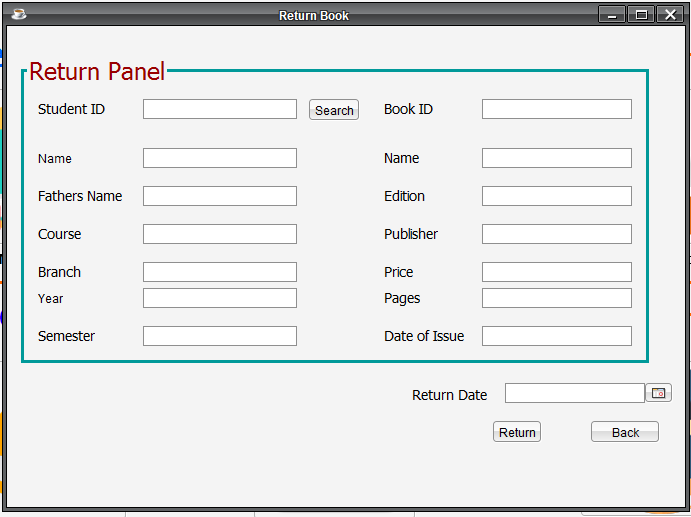 Return Book
Return Panel
Student ID Search Book ID
Name Name
Fathers Name Edition
Course Publisher
Branch Price
Year Pages
Semester Date of Issue
Return Date
Return Back